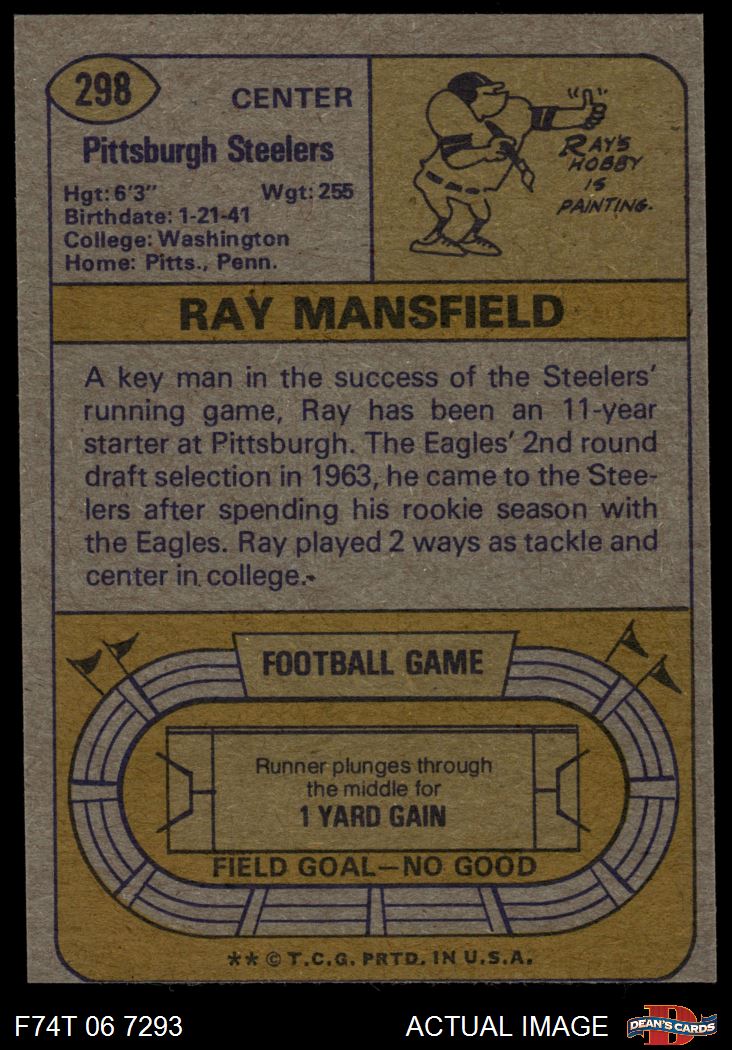 298
CENTER
Pittsburgh Steelers
Hgt: 6'3" Wgt: 255
Birthdate: 1-21-41
College: Washington
Home: Pitts., Penn.
RAY'S
HOBBY
IS
PAINTING.
RAY MANSFIELD
A key man in the success of the Steelers'
running game, Ray has been an 11-year
starter at Pittsburgh. The Eagles' 2nd round
draft selection in 1963, he came to the Stee-
lers after spending his rookie season with
the Eagles. Ray played 2 ways as tackle and
center in college.
FOOTBALL GAME
Runner plunges through
the middle for
1 YARD GAIN
FIELD GOAL—NO GOOD
** © T.C.G. PRTD. IN U.S.A.
F74T 06 7293
ACTUAL IMAGE
D
DEAN'S CARDS